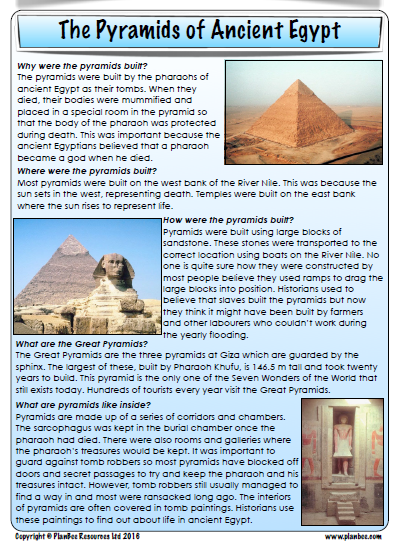 The Pyramids of Ancient Egypt
Why were the pyramids built?
The pyramids were built by the pharaohs of
ancient Egypt as their tombs. When they
died, their bodies were mummified and
placed in a special room in the pyramid so
that the body of the pharaoh was protected
during death. This was important because the
ancient Egyptians believed that a pharaoh
became a god when he died.
Where were the pyramids built?
Most pyramids were built on the west bank of the River Nile. This was because the
sun sets in the west, representing death. Temples were built on the east bank
where the sun rises to represent life.
How were the pyramids built?
Pyramids were built using large blocks of
sandstone. These stones were transported to the
correct location using boats on the River Nile. No
one is quite sure how they were constructed by
most people believe they used ramps to drag the
large blocks into position. Historians used to
believe that slaves built the pyramids but now
they think it might have been built by farmers
and other labourers who couldn't work during
the yearly flooding.
What are the Great Pyramids?
The Great Pyramids are the three pyramids at Giza which are guarded by the
sphinx. The largest of these, built by Pharaoh Khufu, is 146.5 m tall and took twenty
years to build. This pyramid is the only one of the Seven Wonders of the World that
still exists today. Hundreds of tourists every year visit the Great Pyramids.
What are pyramids like inside?
Pyramids are made up of a series of corridors and chambers.
The sarcophagus was kept in the burial chamber once the
pharaoh had died. There were also rooms and galleries where
the pharaoh's treasures would be kept. It was important to
guard against tomb robbers so most pyramids have blocked off
doors and secret passages to try and keep the pharaoh and his
treasures intact. However, tomb robbers still usually managed to
find a way in and most were ransacked long ago. The interiors
of pyramids are often covered in tomb paintings. Historians use
these paintings to find out about life in ancient Egypt.
Copyright © PlanBee Resources Ltd 2016
www.planbee.com